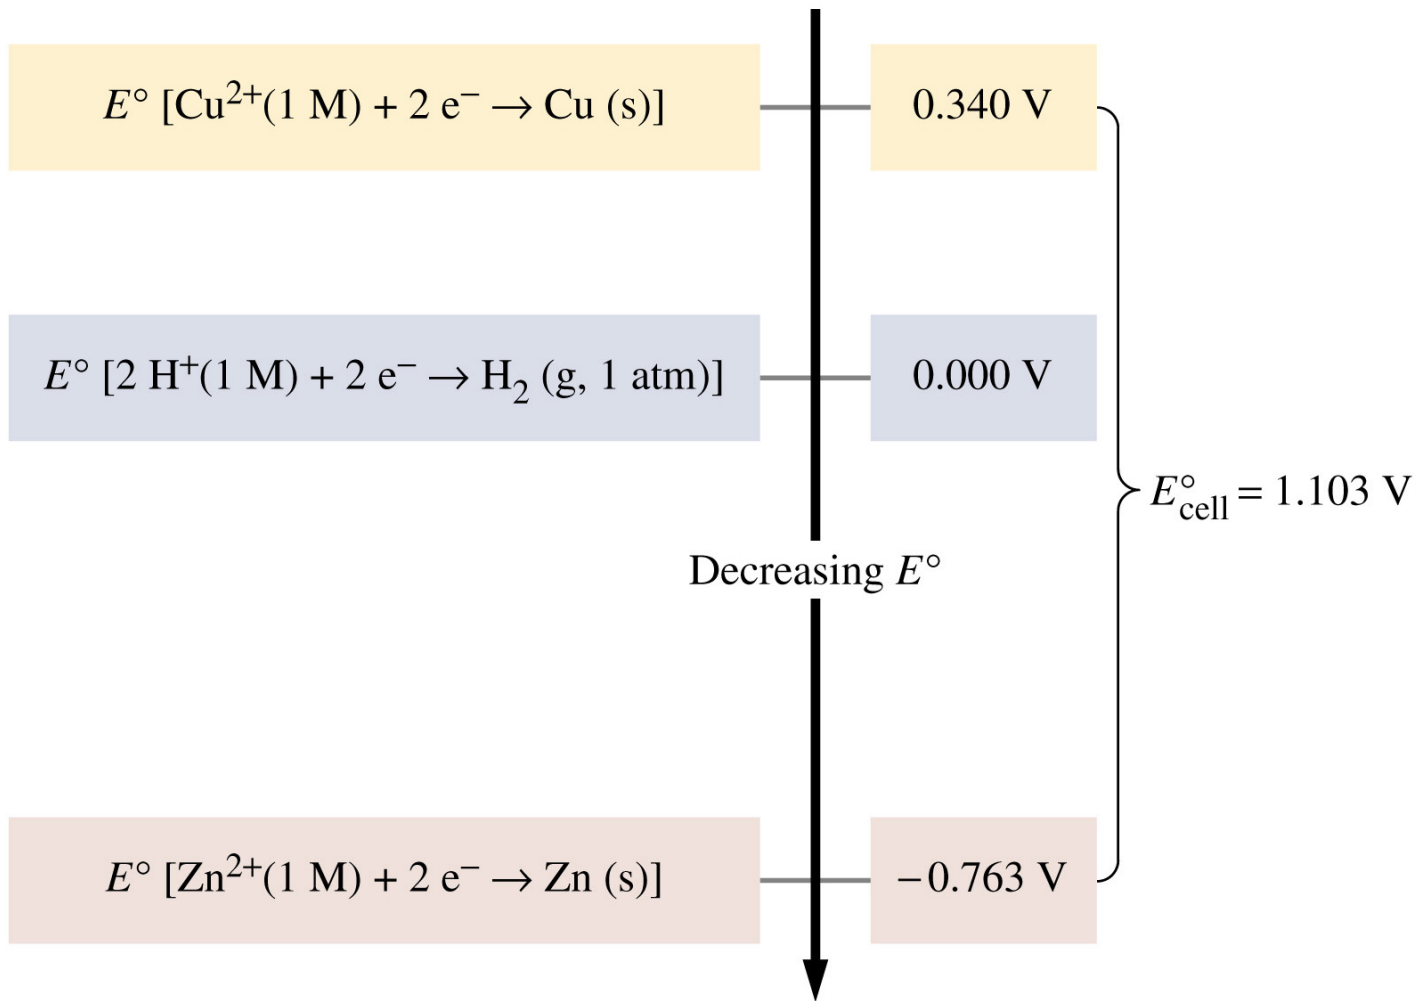 E° [Cu²⁺(1 M) + 2 e⁻ → Cu (s)] 0.340 V
E° [2 H⁺(1 M) + 2 e⁻ → H₂ (g, 1 atm)] 0.000 V
E°cell = 1.103 V
Decreasing E°
E° [Zn²⁺(1 M) + 2 e⁻ → Zn (s)] −0.763 V